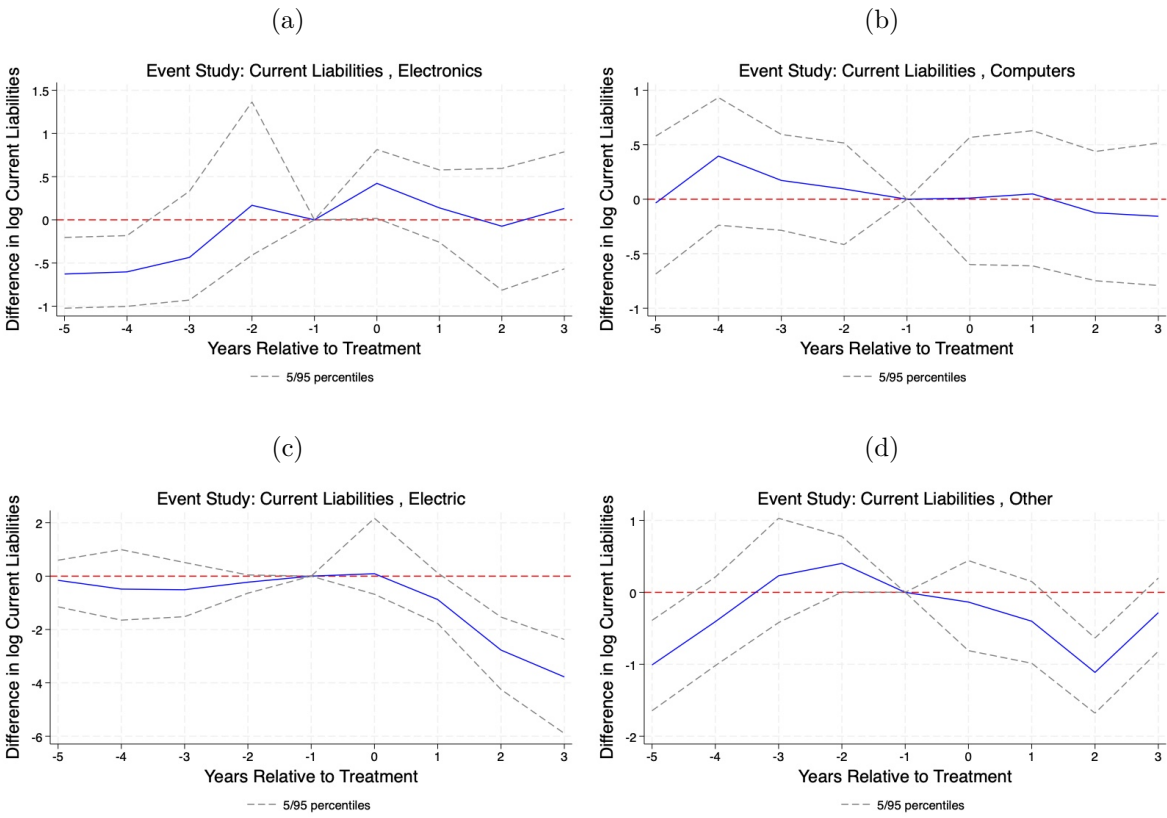 (a)
Event Study: Current Liabilities , Electronics
Difference in log Current Liabilities
1.5
1
.5
0
-.5
-1
-5 -4 -3 -2 -1 0 1 2 3
Years Relative to Treatment
5/95 percentiles
(b)
Event Study: Current Liabilities , Computers
Difference in log Current Liabilities
1
.5
0
-.5
-1
-5 -4 -3 -2 -1 0 1 2 3
Years Relative to Treatment
5/95 percentiles
(c)
Event Study: Current Liabilities , Electric
Difference in log Current Liabilities
2
0
-2
-4
-6
-5 -4 -3 -2 -1 0 1 2 3
Years Relative to Treatment
5/95 percentiles
(d)
Event Study: Current Liabilities , Other
Difference in log Current Liabilities
1
0
-1
-2
-5 -4 -3 -2 -1 0 1 2 3
Years Relative to Treatment
5/95 percentiles